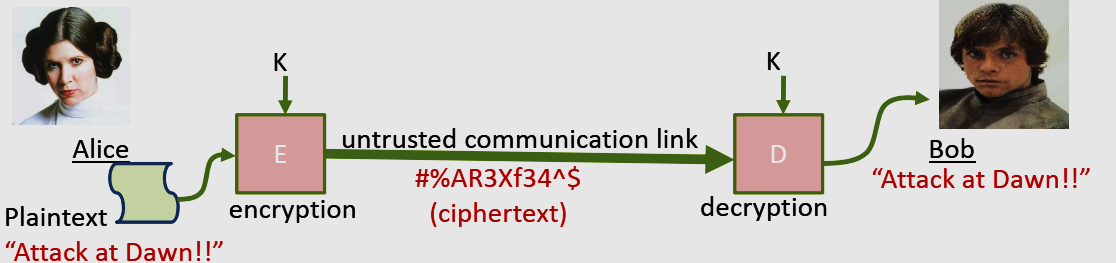 K
K
Alice
E
untrusted communication link
D
Bob
#%AR3Xf34^$
“Attack at Dawn!!”
Plaintext
encryption
(ciphertext)
decryption
“Attack at Dawn!!”